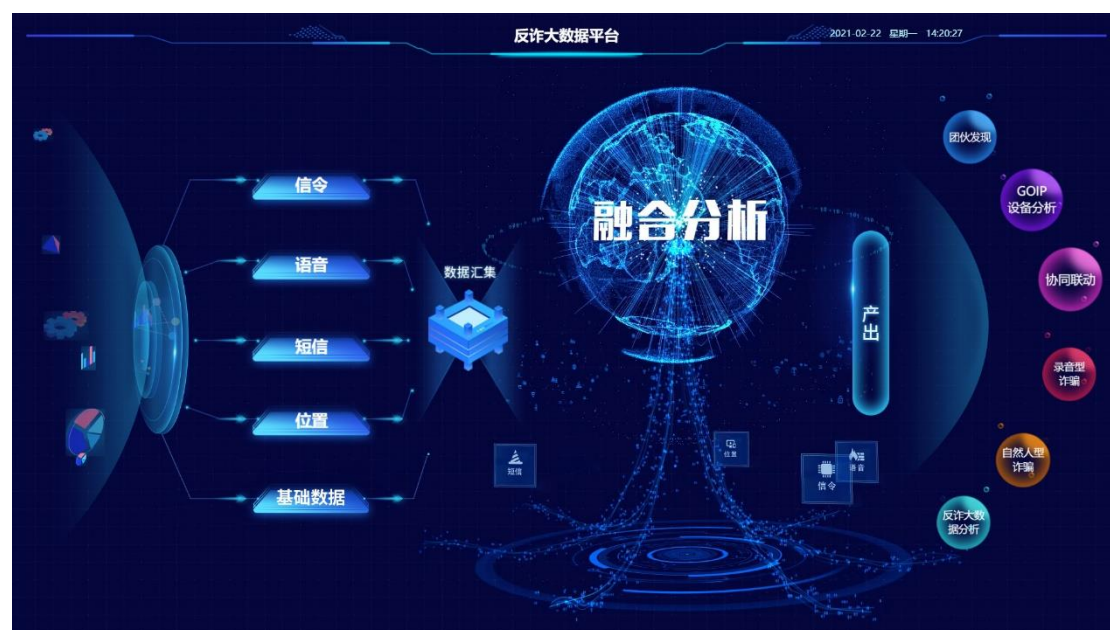 反诈大数据平台
2021-02-22 星期一 14:20:27
信令
语音
短信
位置
基础数据
数据汇集
融合分析
产出
短信
位置
信令
语音
团伙发现
GOIP
设备分析
协同联动
录音型
诈骗
自然人型
诈骗
反诈大数
据分析